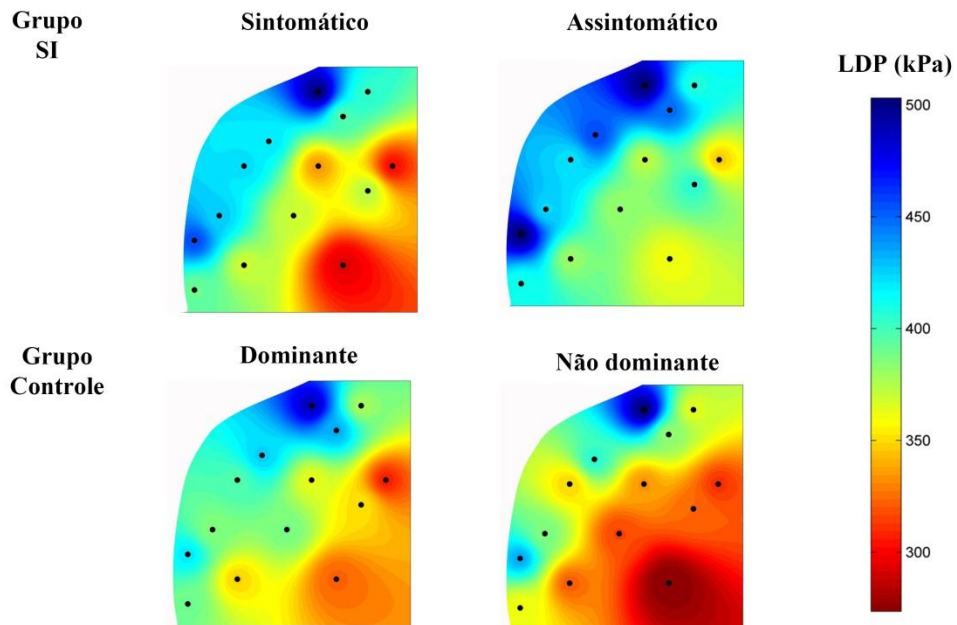 Grupo
SI
Sintomático
Assintomático
LDP (kPa)
500
450
400
350
300
Grupo
Controle
Dominante
Não dominante